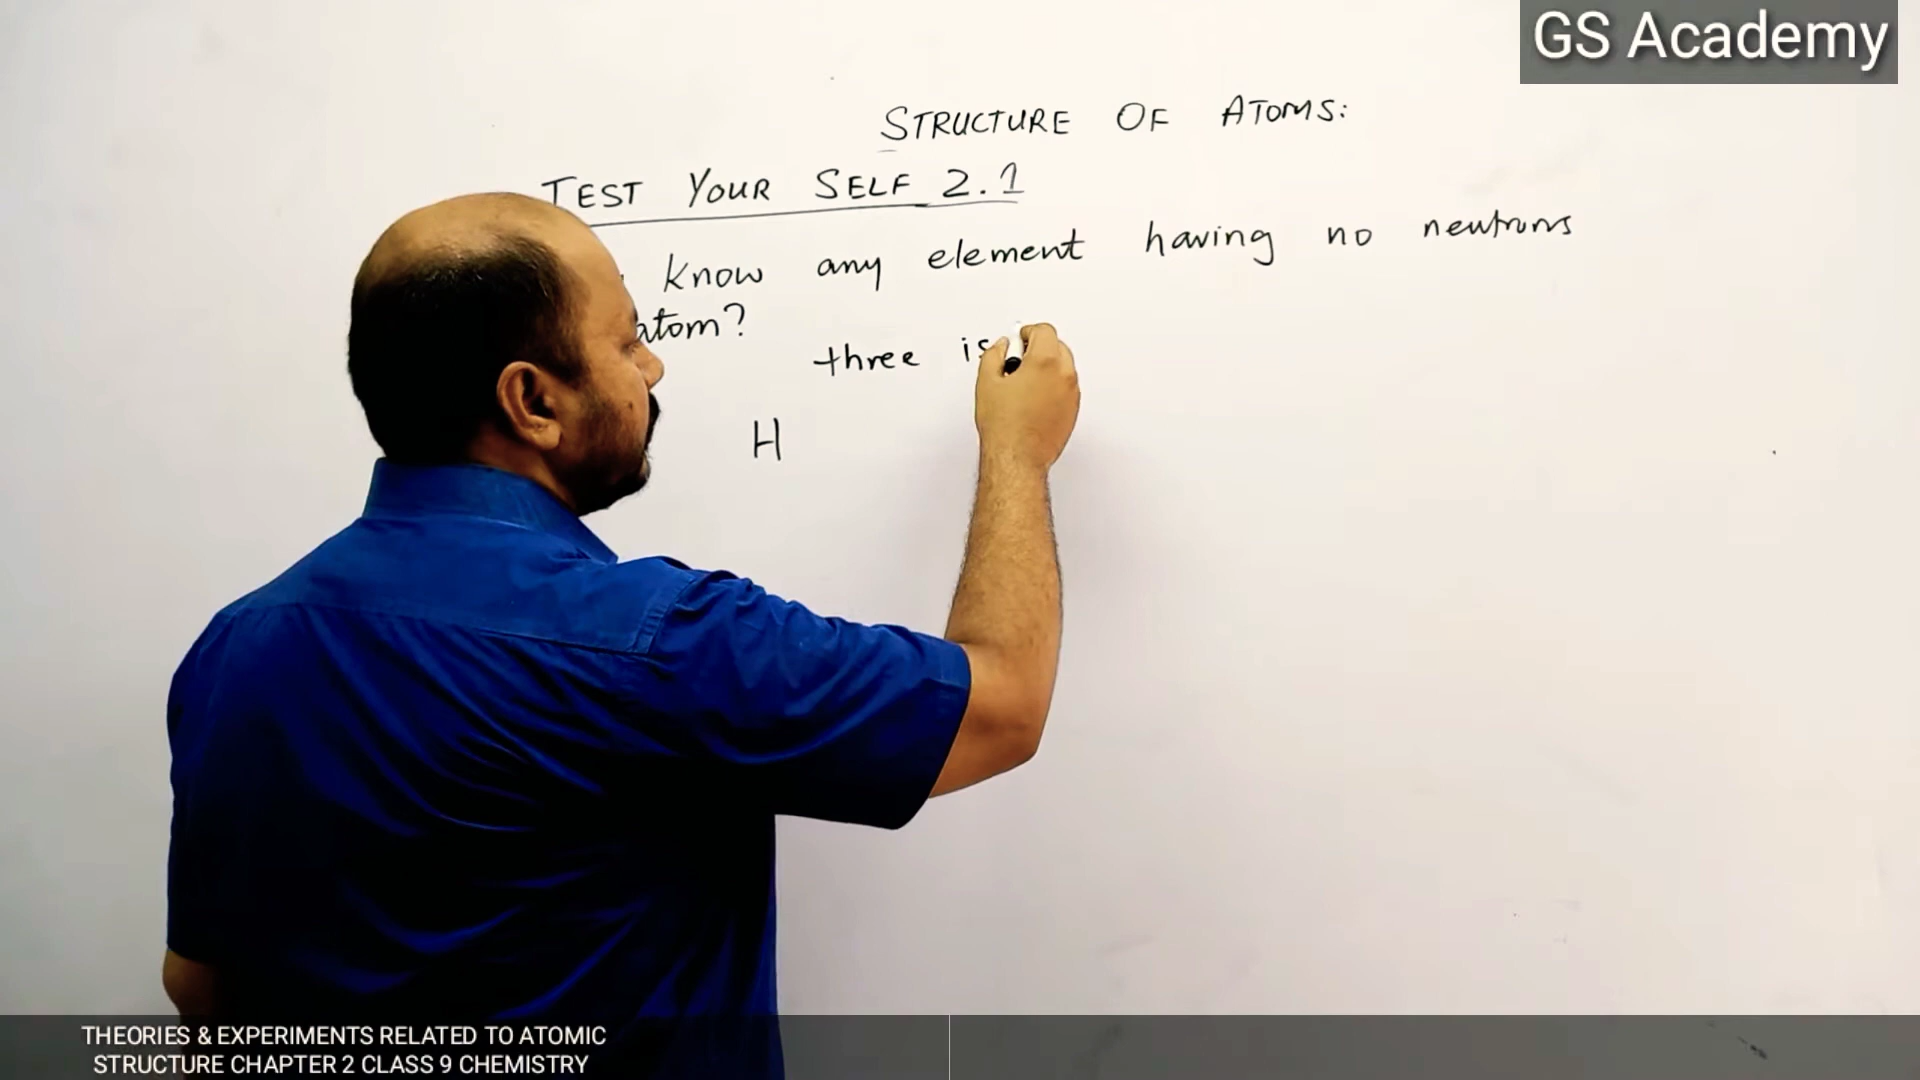 GS Academy
STRUCTURE OF ATOMS:
TEST YOUR SELF 2.1
know any element having no neutrons
atom?
three is
H
THEORIES & EXPERIMENTS RELATED TO ATOMIC
STRUCTURE CHAPTER 2 CLASS 9 CHEMISTRY